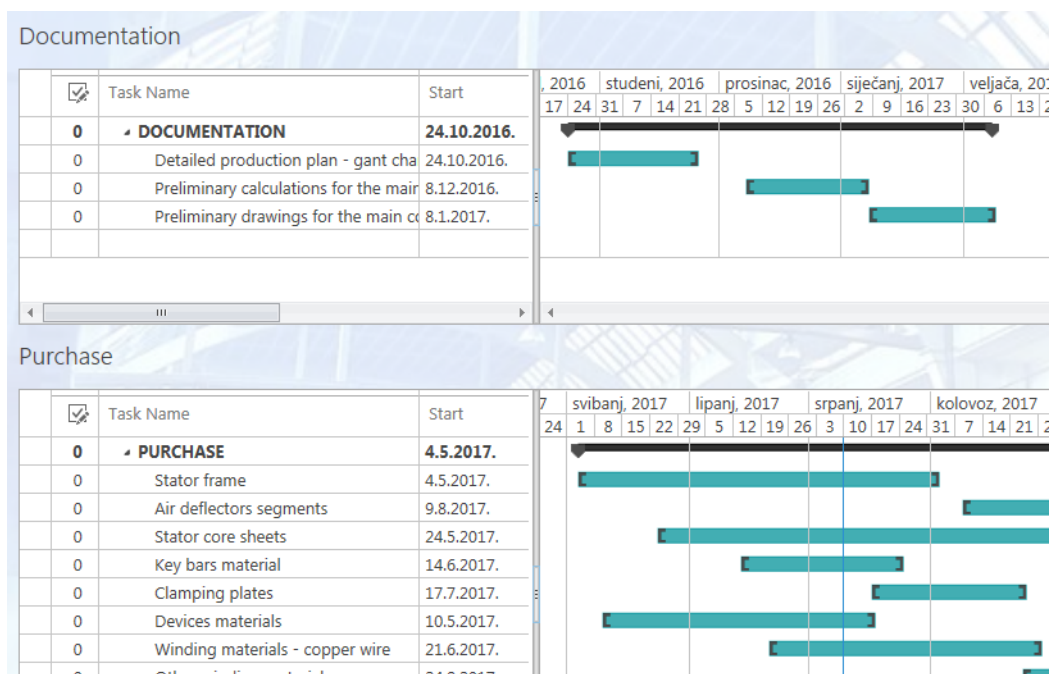 Documentation
Task Name Start , 2016 studeni, 2016 prosinac, 2016 siječanj, 2017 veljača, 201
17 24 31 7 14 21 28 5 12 19 26 2 9 16 23 30 6 13 2
0 DOCUMENTATION 24.10.2016.
0 Detailed production plan - gant cha 24.10.2016.
0 Preliminary calculations for the main 8.12.2016.
0 Preliminary drawings for the main co 8.1.2017.
Purchase
Task Name Start 7 svibanj, 2017 lipanj, 2017 srpanj, 2017 kolovoz, 2017
24 1 8 15 22 29 5 12 19 26 3 10 17 24 31 7 14 21 2
0 PURCHASE 4.5.2017.
0 Stator frame 4.5.2017.
0 Air deflectors segments 9.8.2017.
0 Stator core sheets 24.5.2017.
0 Key bars material 14.6.2017.
0 Clamping plates 17.7.2017.
0 Devices materials 10.5.2017.
0 Winding materials - copper wire 21.6.2017.